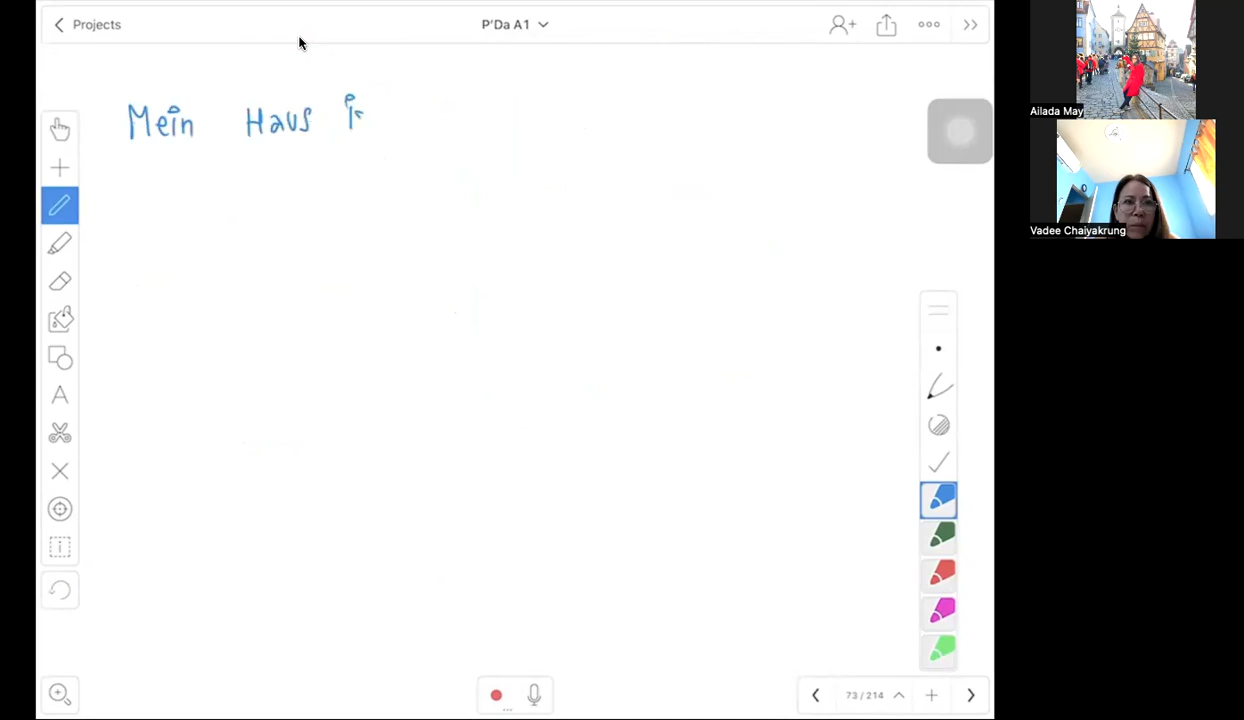 Projects
P'Da A1
Mein Haus
Ailada May
Vadee Chaiyakrung
73 / 214